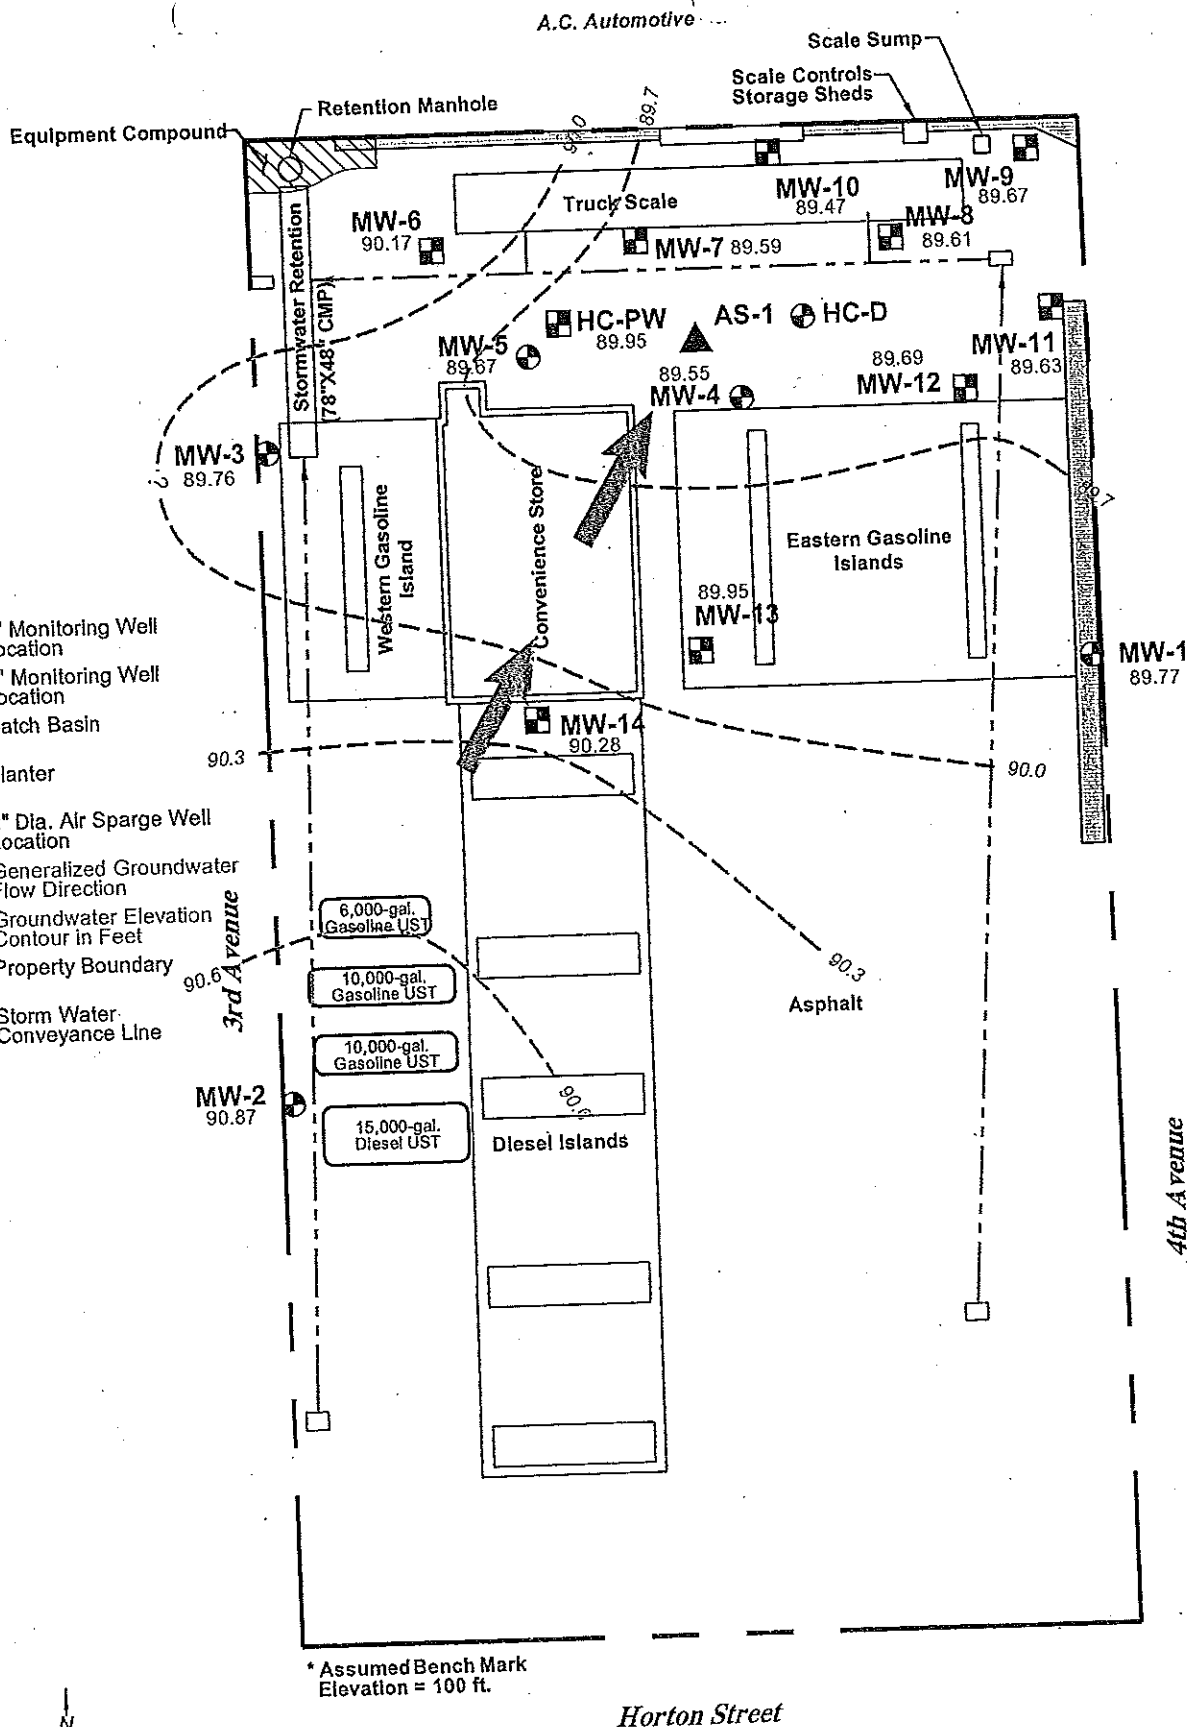 A.C. Automotive
Scale Sump
Scale Controls
Storage Sheds
Retention Manhole
Equipment Compound
90.0
89.7
Truck Scale
MW-10
89.47
MW-9
89.67
MW-6
90.17
MW-7 89.59
MW-8
89.61
Stormwater Retention
(78"X48" CMP)
HC-PW
89.95
AS-1
HC-D
MW-5
89.67
MW-11
89.63
89.55
MW-4
89.69
MW-12
MW-3
89.76
?
Western Gasoline
Island
Convenience Store
Eastern Gasoline
Islands
89.95
MW-13
MW-1
89.77
" Monitoring Well
ocation
" Monitoring Well
ocation
atch Basin
lanter
" Dia. Air Sparge Well
ocation
Generalized Groundwater
Flow Direction
Groundwater Elevation
Contour in Feet
Property Boundary
Storm Water
Conveyance Line
MW-14
90.28
90.3
90.0
3rd Avenue
6,000-gal.
Gasoline UST
90.6
10,000-gal.
Gasoline UST
90.3
Asphalt
10,000-gal.
Gasoline UST
MW-2
90.87
15,000-gal.
Diesel UST
Diesel Islands
4th Avenue
* Assumed Bench Mark
Elevation = 100 ft.
N
Horton Street